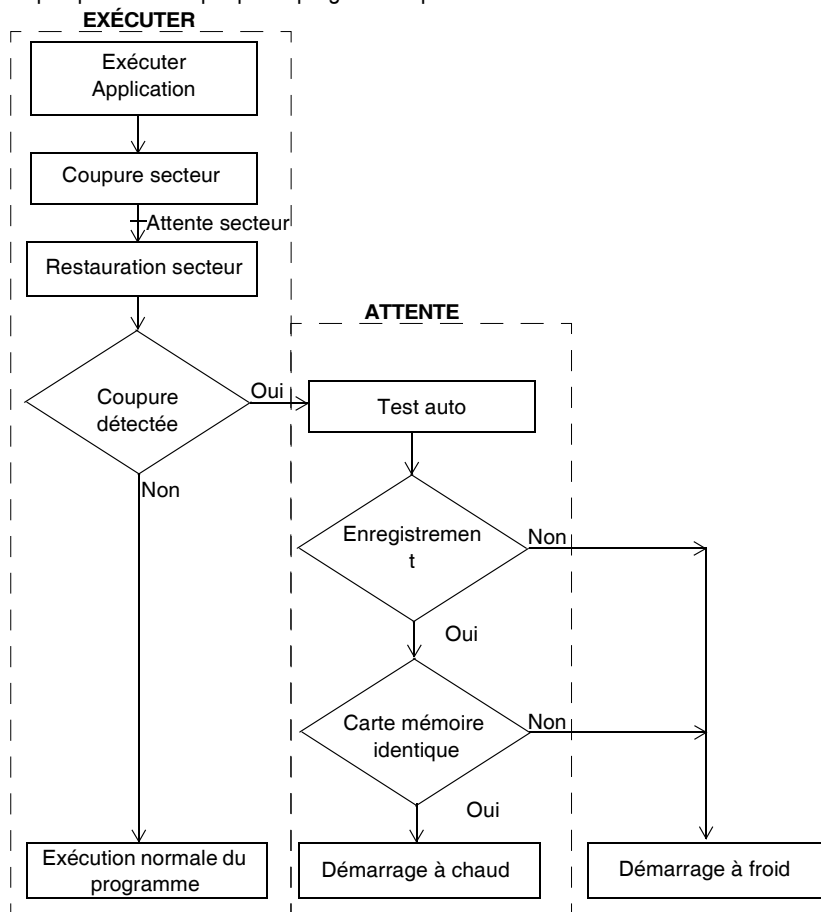 EXÉCUTER
Exécuter
Application
Coupure secteur
Attente secteur
Restauration secteur
ATTENTE
Coupure
détectée
Oui
Test auto
Non
Enregistremen
t
Non
Oui
Carte mémoire
identique
Non
Oui
Exécution normale du
programme
Démarrage à chaud
Démarrage à froid